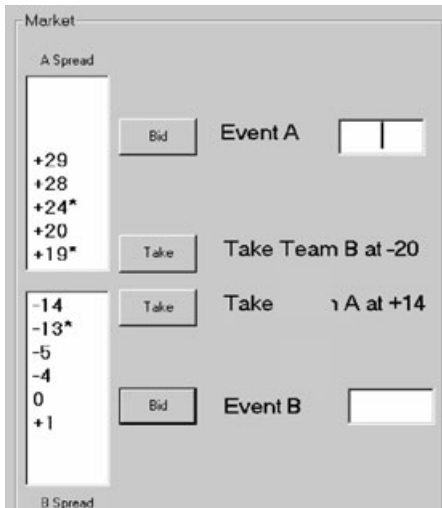 Market
A Spread
+29
+28
+24*
+20
+19*
Bid
Event A
Take
Take Team B at -20
-14
-13*
-5
-4
0
+1
Take
Take A at +14
Bid
Event B
B Spread